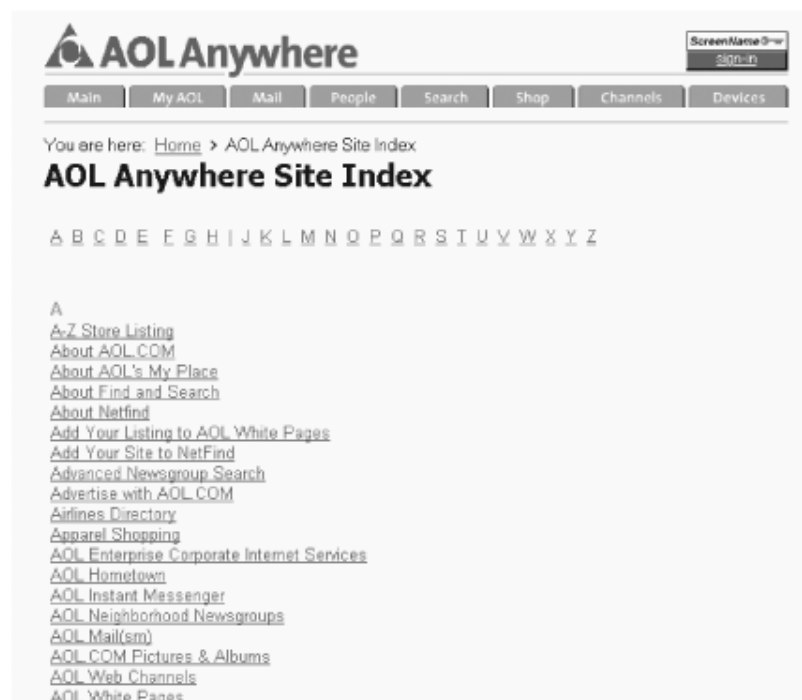 AOL Anywhere
ScreenName
sign-in
Main My AOL Mail People Search Shop Channels Devices
You are here: Home > AOL Anywhere Site Index
AOL Anywhere Site Index
A B C D E F G H I J K L M N O P Q R S T U V W X Y Z
A
A-Z Store Listing
About AOL.COM
About AOL's My Place
About Find and Search
About Netfind
Add Your Listing to AOL White Pages
Add Your Site to NetFind
Advanced Newsgroup Search
Advertise with AOL.COM
Airlines Directory
Apparel Shopping
AOL Enterprise Corporate Internet Services
AOL Hometown
AOL Instant Messenger
AOL Neighborhood Newsgroups
AOL Mail(sm)
AOL.COM Pictures & Albums
AOL Web Channels
AOL White Pages